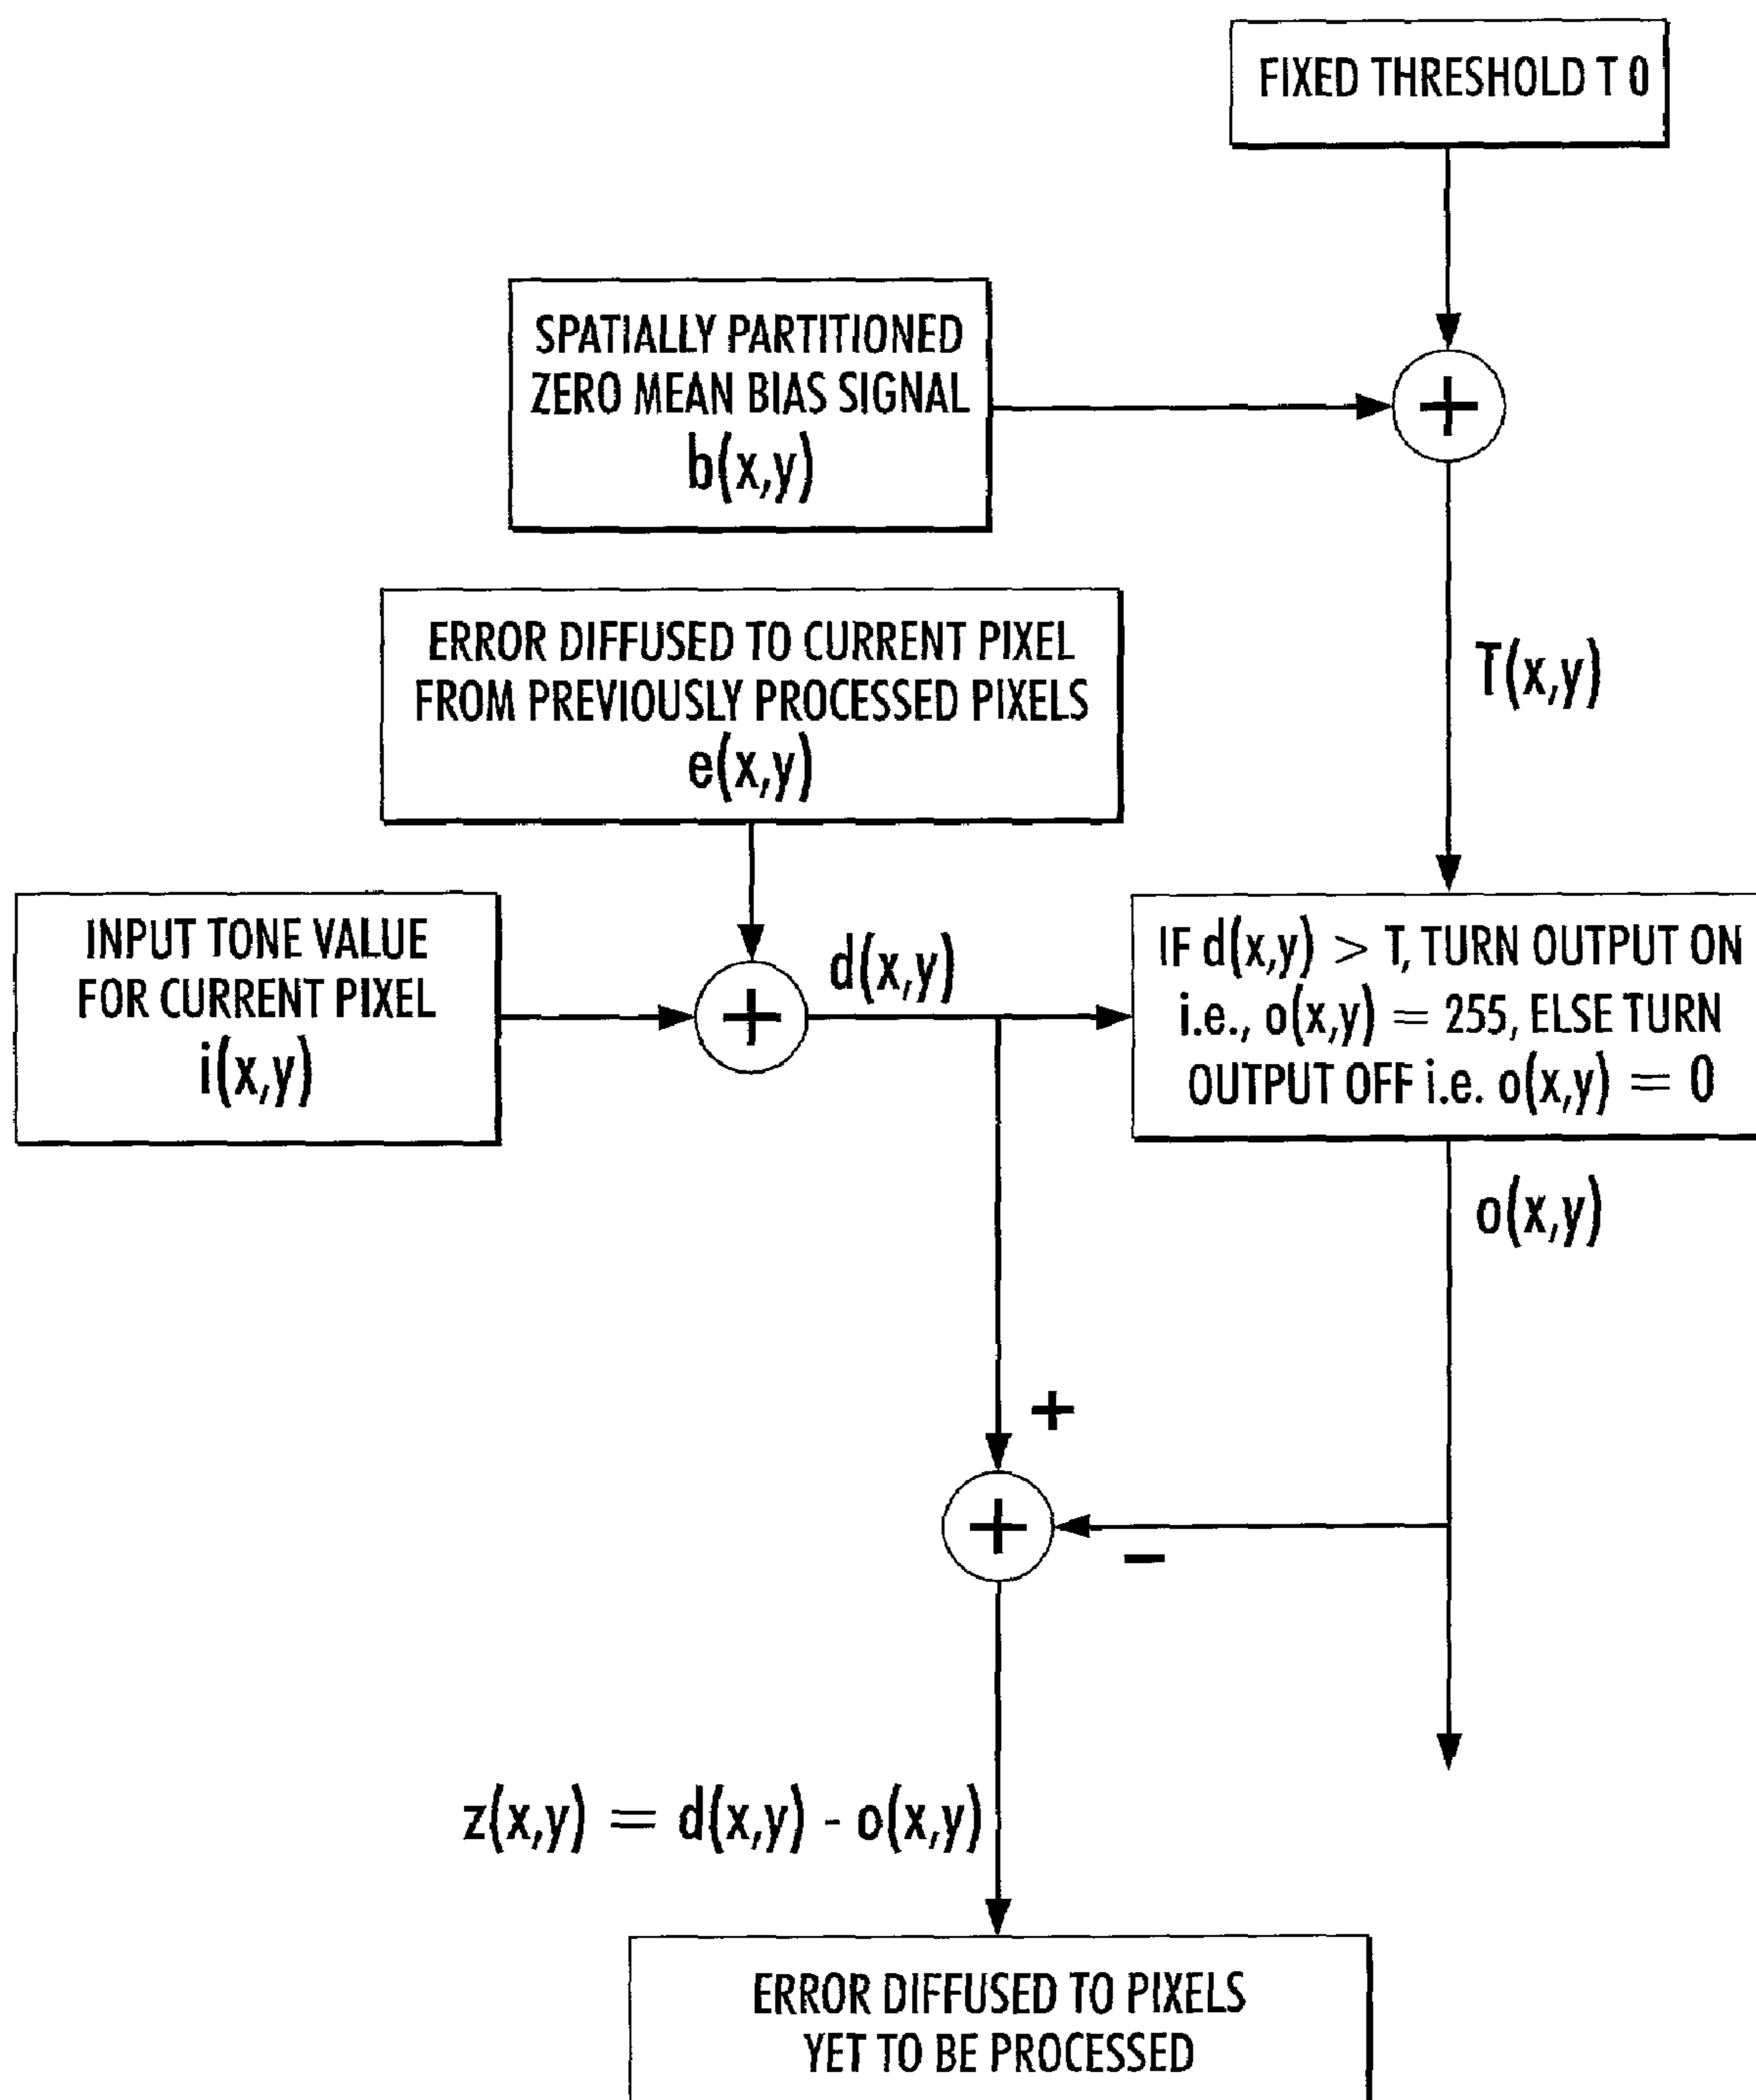 FIXED THRESHOLD T 0
+
SPATIALLY PARTITIONED
ZERO MEAN BIAS SIGNAL
b(x,y)
T(x,y)
ERROR DIFFUSED TO CURRENT PIXEL
FROM PREVIOUSLY PROCESSED PIXELS
e(x,y)
INPUT TONE VALUE
FOR CURRENT PIXEL
i(x,y)
+
d(x,y)
IF d(x,y) > T, TURN OUTPUT ON
i.e., o(x,y) = 255, ELSE TURN
OUTPUT OFF i.e. o(x,y) = 0
o(x,y)
+
+
−
z(x,y) = d(x,y) - o(x,y)
ERROR DIFFUSED TO PIXELS
YET TO BE PROCESSED